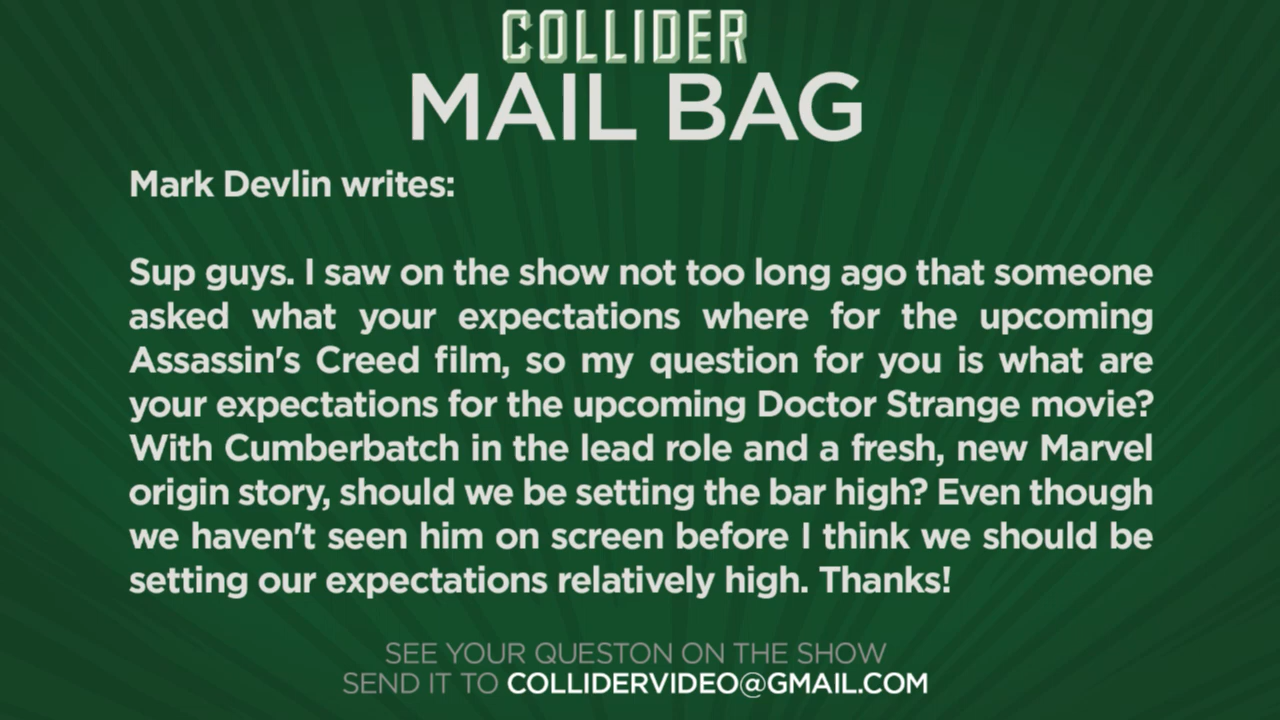 COLLIDER
MAIL BAG
Mark Devlin writes:
Sup guys. I saw on the show not too long ago that someone
asked what your expectations where for the upcoming
Assassin's Creed film, so my question for you is what are
your expectations for the upcoming Doctor Strange movie?
With Cumberbatch in the lead role and a fresh, new Marvel
origin story, should we be setting the bar high? Even though
we haven't seen him on screen before I think we should be
setting our expectations relatively high. Thanks!
SEE YOUR QUESTON ON THE SHOW
SEND IT TO COLLIDERVIDEO@GMAIL.COM